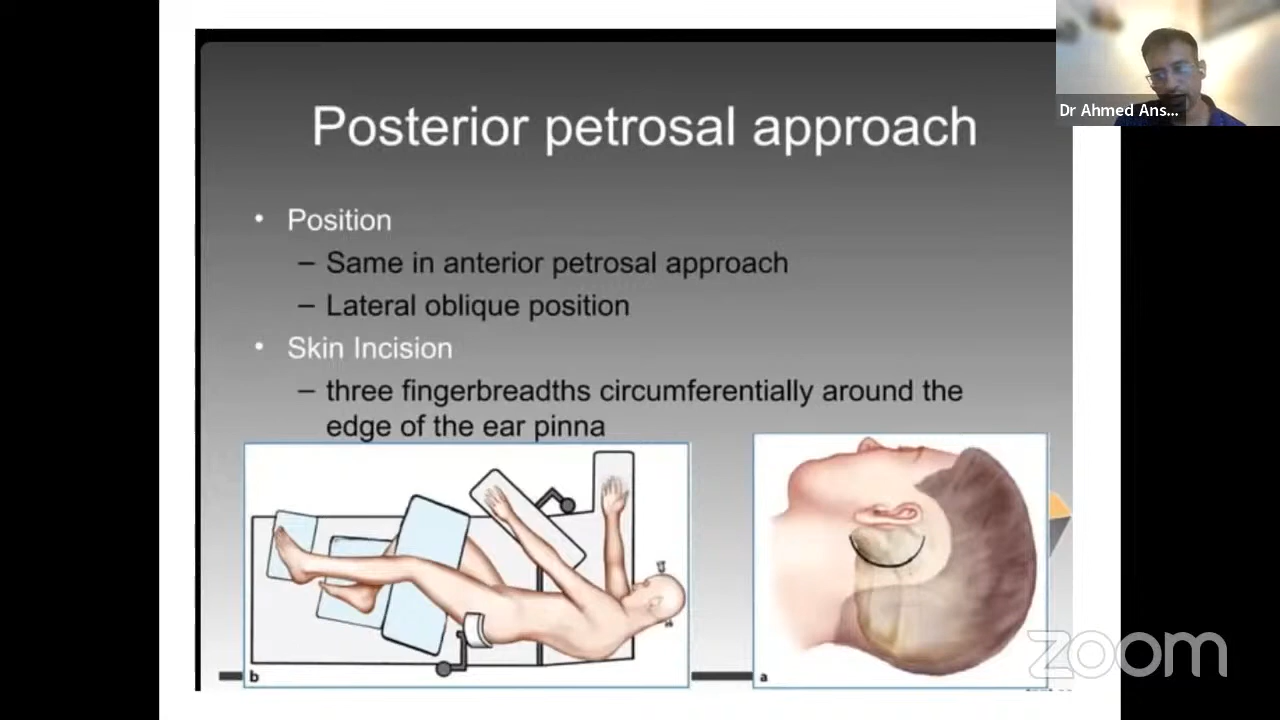 Posterior petrosal approach
• Position
– Same in anterior petrosal approach
– Lateral oblique position
• Skin Incision
– three fingerbreadths circumferentially around the
edge of the ear pinna
b
a
Dr Ahmed Ans...
zoom